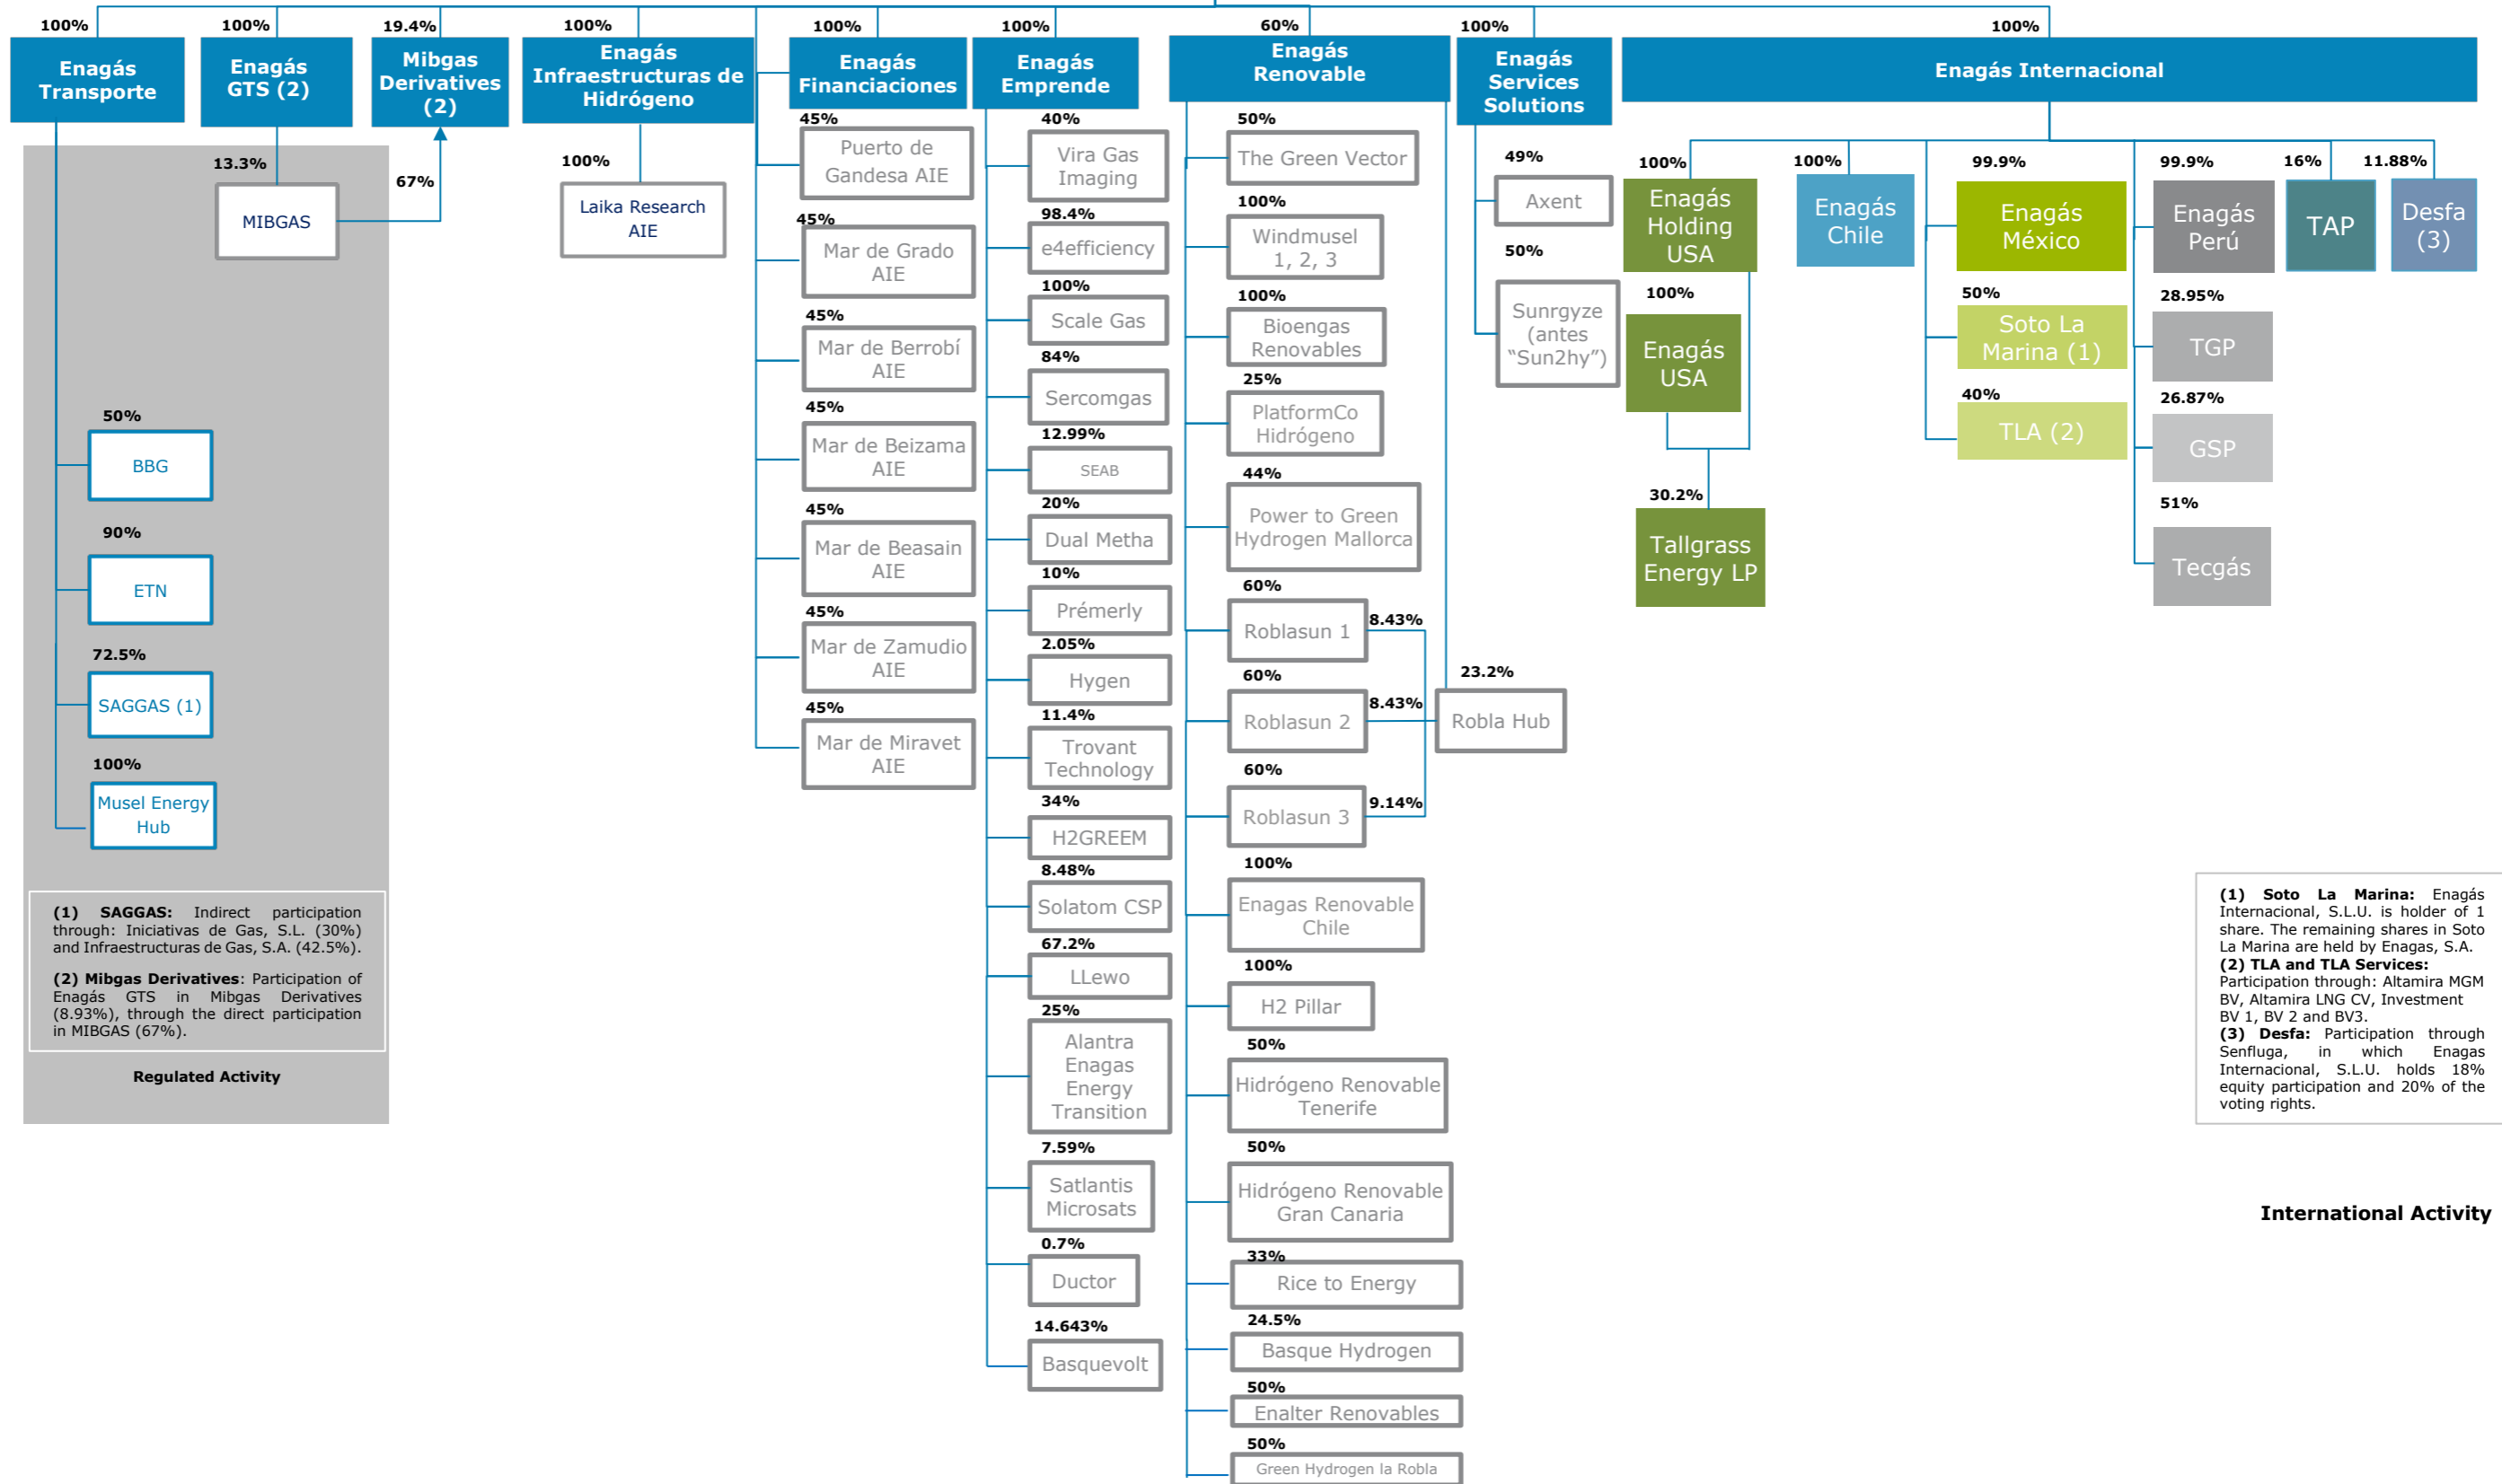 100%
100%
19.4%
100%
100%
100%
60%
100%
100%
Enagás
Transporte
Enagás
GTS (2)
Mibgas
Derivatives
(2)
Enagás
Infraestructuras de
Hidrógeno
Enagás
Financiaciones
Enagás
Emprende
Enagás
Renovable
Enagás
Services
Solutions
Enagás Internacional
13.3%
MIBGAS
67%
50%
BBG
90%
ETN
72.5%
SAGGAS (1)
100%
Musel Energy
Hub
(1) SAGGAS: Indirect participation
through: Iniciativas de Gas, S.L. (30%)
and Infraestructuras de Gas, S.A. (42.5%).
(2) Mibgas Derivatives: Participation of
Enagás GTS in Mibgas Derivatives
(8.93%), through the direct participation
in MIBGAS (67%).
Regulated Activity
100%
Laika Research
AIE
45%
Puerto de
Gandesa AIE
45%
Mar de Grado
AIE
45%
Mar de Berrobí
AIE
45%
Mar de Beizama
AIE
45%
Mar de Beasain
AIE
45%
Mar de Zamudio
AIE
45%
Mar de Miravet
AIE
40%
Vira Gas
Imaging
98.4%
e4efficiency
100%
Scale Gas
84%
Sercomgas
12.99%
SEAB
20%
Dual Metha
10%
Prémerly
2.05%
Hygen
11.4%
Trovant
Technology
34%
H2GREEM
8.48%
Solatom CSP
67.2%
LLewo
25%
Alantra
Enagas
Energy
Transition
7.59%
Satlantis
Microsats
0.7%
Ductor
14.643%
Basquevolt
50%
The Green Vector
100%
Windmusel
1, 2, 3
100%
Bioengas
Renovables
25%
PlatformCo
Hidrógeno
44%
Power to Green
Hydrogen Mallorca
60%
Roblasun 1
8.43%
60%
Roblasun 2
8.43%
60%
Roblasun 3
9.14%
23.2%
Robla Hub
100%
Enagas Renovable
Chile
100%
H2 Pillar
50%
Hidrógeno Renovable
Tenerife
50%
Hidrógeno Renovable
Gran Canaria
33%
Rice to Energy
24.5%
Basque Hydrogen
50%
Enalter Renovables
50%
Green Hydrogen la Robla
49%
Axent
50%
Sunrgyze
(antes
“Sun2hy”)
100%
Enagás
Holding
USA
100%
Enagás
USA
30.2%
Tallgrass
Energy LP
100%
Enagás
Chile
99.9%
Enagás
México
50%
Soto La
Marina (1)
40%
TLA (2)
99.9%
Enagás
Perú
28.95%
TGP
26.87%
GSP
51%
Tecgás
16%
TAP
11.88%
Desfa
(3)
(1) Soto La Marina: Enagás
Internacional, S.L.U. is holder of 1
share. The remaining shares in Soto
La Marina are held by Enagas, S.A.
(2) TLA and TLA Services:
Participation through: Altamira MGM
BV, Altamira LNG CV, Investment
BV 1, BV 2 and BV3.
(3) Desfa: Participation through
Senfluga, in which Enagas
Internacional, S.L.U. holds 18%
equity participation and 20% of the
voting rights.
International Activity